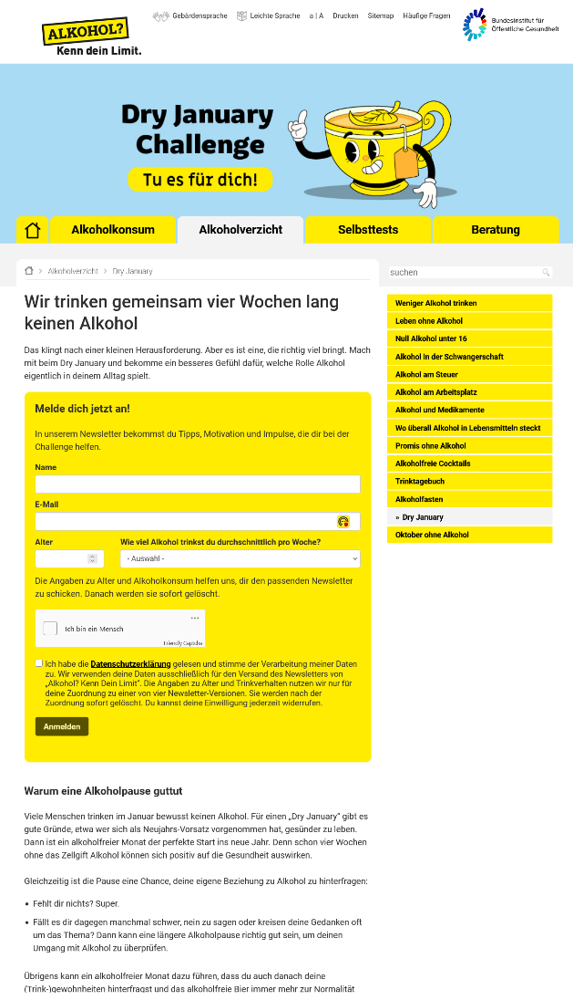 ALKOHOL?
Kenn dein Limit.
Gebärdensprache
Leichte Sprache
a | A
Drucken
Sitemap
Häufige Fragen
Bundesinstitut für
Öffentliche Gesundheit
Dry January
Challenge
Tu es für dich!
Alkoholkonsum
Alkoholverzicht
Selbsttests
Beratung
Alkoholverzicht
Dry January
suchen
Wir trinken gemeinsam vier Wochen lang
keinen Alkohol
Das klingt nach einer kleinen Herausforderung. Aber es ist eine, die richtig viel bringt. Mach
mit beim Dry January und bekomme ein besseres Gefühl dafür, welche Rolle Alkohol
eigentlich in deinem Alltag spielt.
Melde dich jetzt an!
In unserem Newsletter bekommst du Tipps, Motivation und Impulse, die dir bei der
Challenge helfen.
Name
E-Mail
Alter
Wie viel Alkohol trinkst du durchschnittlich pro Woche?
- Auswahl -
Die Angaben zu Alter und Alkoholkonsum helfen uns, dir den passenden Newsletter
zu schicken. Danach werden sie sofort gelöscht.
Ich bin ein Mensch
Friendly Captcha
Ich habe die Datenschutzerklärung gelesen und stimme der Verarbeitung meiner Daten
zu. Wir verwenden deine Daten ausschließlich für den Versand des Newsletters von
„Alkohol? Kenn Dein Limit“. Die Angaben zu Alter und Trinkverhalten nutzen wir nur für
deine Zuordnung zu einer von vier Newsletter-Versionen. Sie werden nach der
Zuordnung sofort gelöscht. Du kannst deine Einwilligung jederzeit widerrufen.
Anmelden
Warum eine Alkoholpause guttut
Viele Menschen trinken im Januar bewusst keinen Alkohol. Für einen „Dry January“ gibt es
gute Gründe, etwa wer sich als Neujahrs-Vorsatz vorgenommen hat, gesünder zu leben.
Dann ist ein alkoholfreier Monat der perfekte Start ins neue Jahr. Denn schon vier Wochen
ohne das Zellgift Alkohol können sich positiv auf die Gesundheit auswirken.
Gleichzeitig ist die Pause eine Chance, deine eigene Beziehung zu Alkohol zu hinterfragen:
• Fehlt dir nichts? Super.
• Fällt es dir dagegen manchmal schwer, nein zu sagen oder kreisen deine Gedanken oft
um das Thema? Dann kann eine längere Alkoholpause richtig gut sein, um deinen
Umgang mit Alkohol zu überprüfen.
Übrigens kann ein alkoholfreier Monat dazu führen, dass du auch danach deine
(Trink-)gewohnheiten hinterfragst und das alkoholfreie Bier immer mehr zur Normalität
Weniger Alkohol trinken
Leben ohne Alkohol
Null Alkohol unter 16
Alkohol in der Schwangerschaft
Alkohol am Steuer
Alkohol am Arbeitsplatz
Alkohol und Medikamente
Wo überall Alkohol in Lebensmitteln steckt
Promis ohne Alkohol
Alkoholfreie Cocktails
Trinktagebuch
Alkoholfasten
» Dry January
Oktober ohne Alkohol